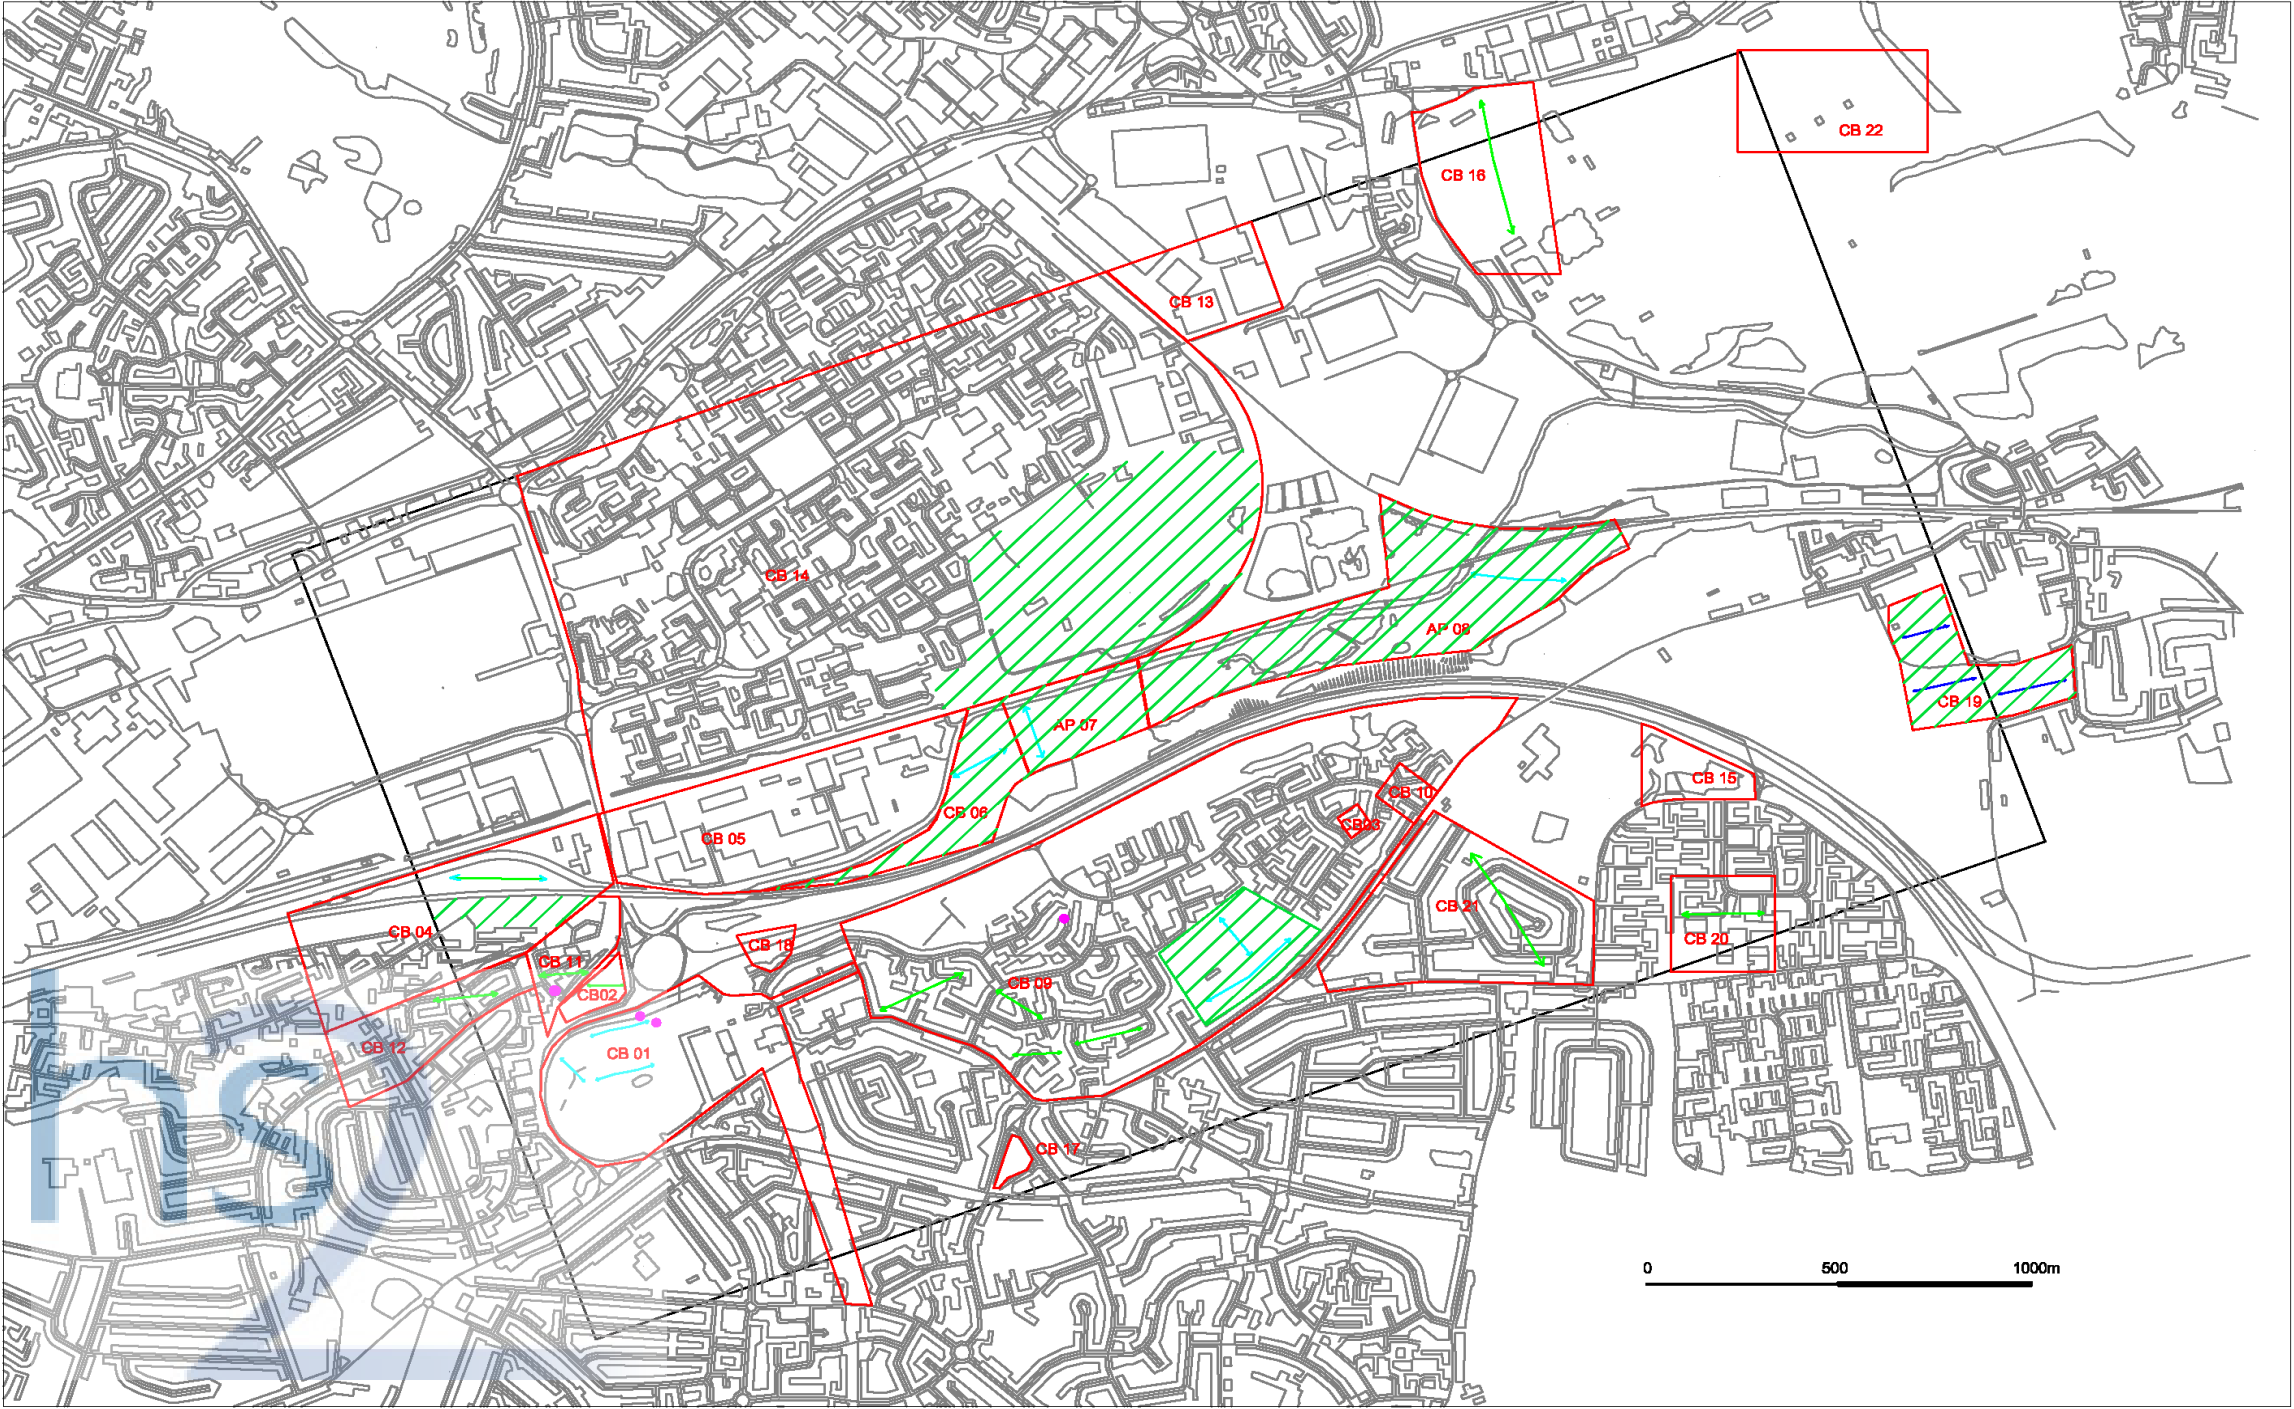 CB 22
CB 16
CB 13
CB 14
AP 08
CB 19
AP 07
CB 15
CB 10
CB 06
CB03
CB 05
CB 21
CB 04
CB 20
CB 18
CB 11
CB 09
CB02
CB 12
CB 01
hs2
CB 17
0 500 1000m